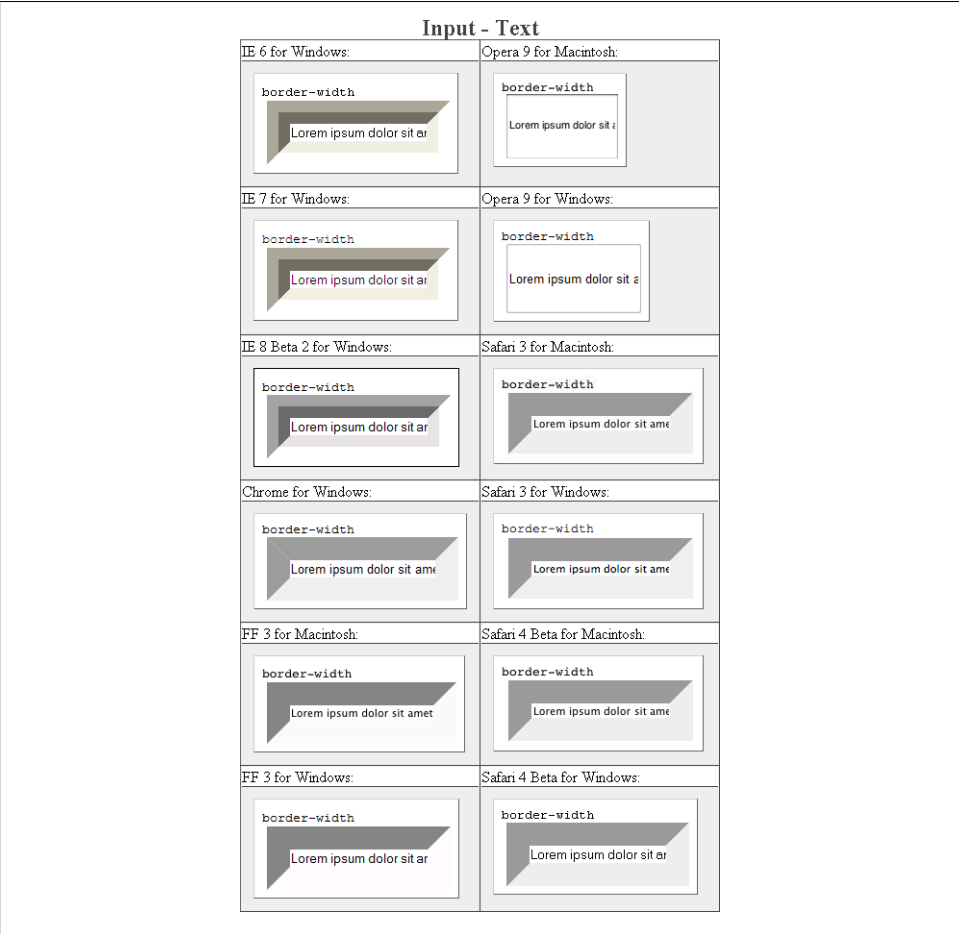 Input - Text
IE 6 for Windows:
Opera 9 for Macintosh:
border-width
Lorem ipsum dolor sit ar
border-width
Lorem ipsum dolor sit a
IE 7 for Windows:
Opera 9 for Windows:
border-width
Lorem ipsum dolor sit ar
border-width
Lorem ipsum dolor sit a
IE 8 Beta 2 for Windows:
Safari 3 for Macintosh:
border-width
Lorem ipsum dolor sit ar
border-width
Lorem ipsum dolor sit ame
Chrome for Windows:
Safari 3 for Windows:
border-width
Lorem ipsum dolor sit ame
border-width
Lorem ipsum dolor sit ame
FF 3 for Macintosh:
Safari 4 Beta for Macintosh:
border-width
Lorem ipsum dolor sit amet
border-width
Lorem ipsum dolor sit ame
FF 3 for Windows:
Safari 4 Beta for Windows:
border-width
Lorem ipsum dolor sit ar
border-width
Lorem ipsum dolor sit ar